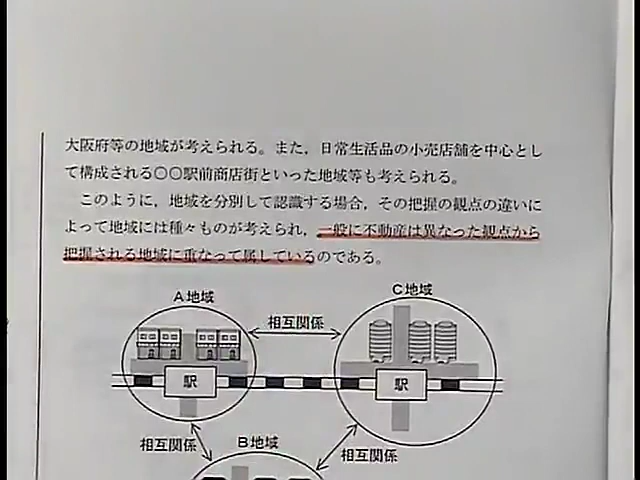 大阪府等の地域が考えられる。また，日常生活品の小売店舗を中心とし
て構成される〇〇駅前商店街といった地域等も考えられる。
このように，地域を分別して認識する場合，その把握の観点の違いに
よって地域には種々ものが考えられ，一般に不動産は異なった観点から
把握される地域に重なって属しているのである。
A地域
C地域
相互関係
駅
駅
相互関係
B地域
相互関係